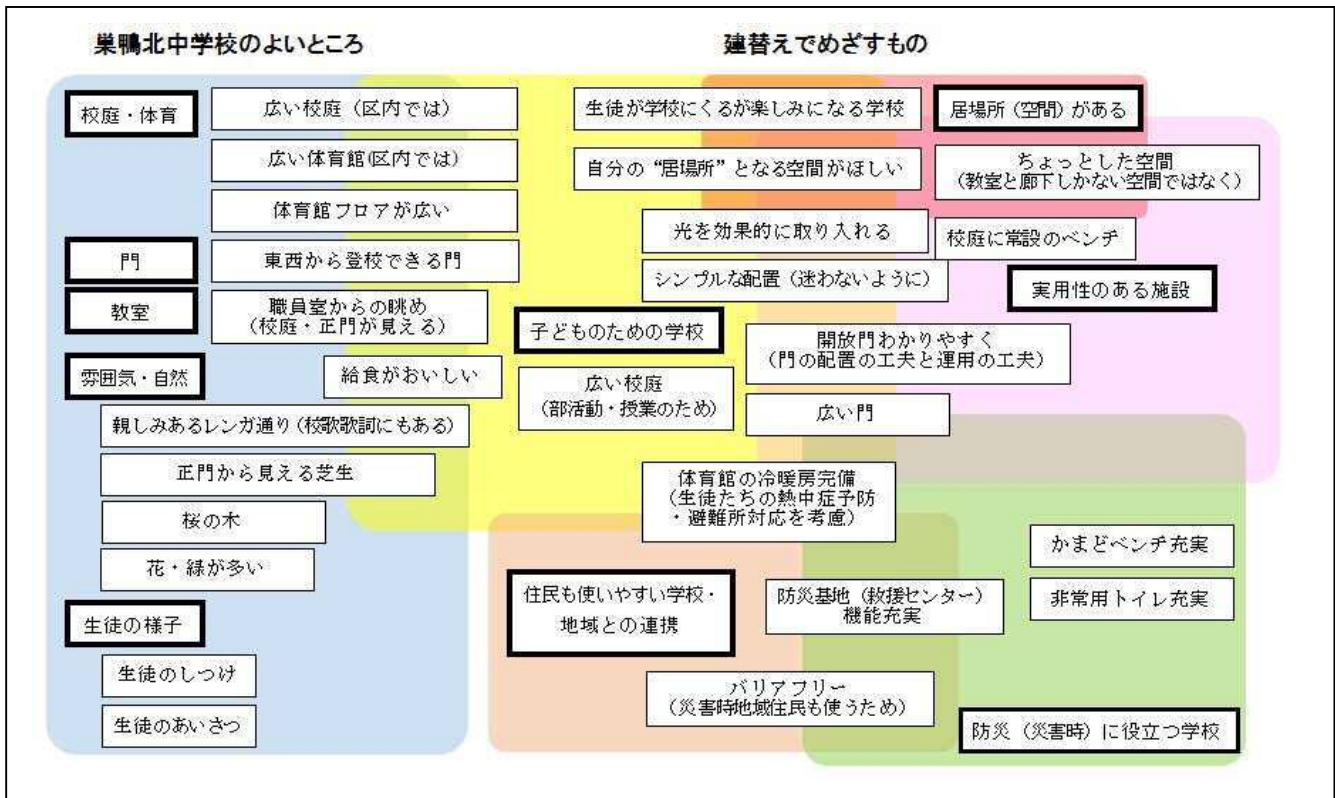 巣鴨北中学校のよいところ
建替えでめざすもの
校庭・体育
広い校庭（区内では）
広い体育館(区内では)
体育館フロアが広い
門
東西から登校できる門
教室
職員室からの眺め
（校庭・正門が見える）
雰囲気・自然
給食がおいしい
親しみあるレンガ通り（校歌歌詞にもある）
正門から見える芝生
桜の木
花・緑が多い
生徒の様子
生徒のしつけ
生徒のあいさつ
生徒が学校にくるが楽しみになる学校
自分の“居場所”となる空間がほしい
居場所（空間）がある
ちょっとした空間
（教室と廊下しかない空間ではなく）
光を効果的に取り入れる
校庭に常設のベンチ
シンプルな配置（迷わないように）
実用性のある施設
子どものための学校
開放門わかりやすく
（門の配置の工夫と運用の工夫）
広い校庭
（部活動・授業のため）
広い門
体育館の冷暖房完備
（生徒たちの熱中症予防
・避難所対応を考慮）
かまどベンチ充実
住民も使いやすい学校・
地域との連携
防災基地（救援センター）
機能充実
非常用トイレ充実
バリアフリー
（災害時地域住民も使うため）
防災（災害時）に役立つ学校